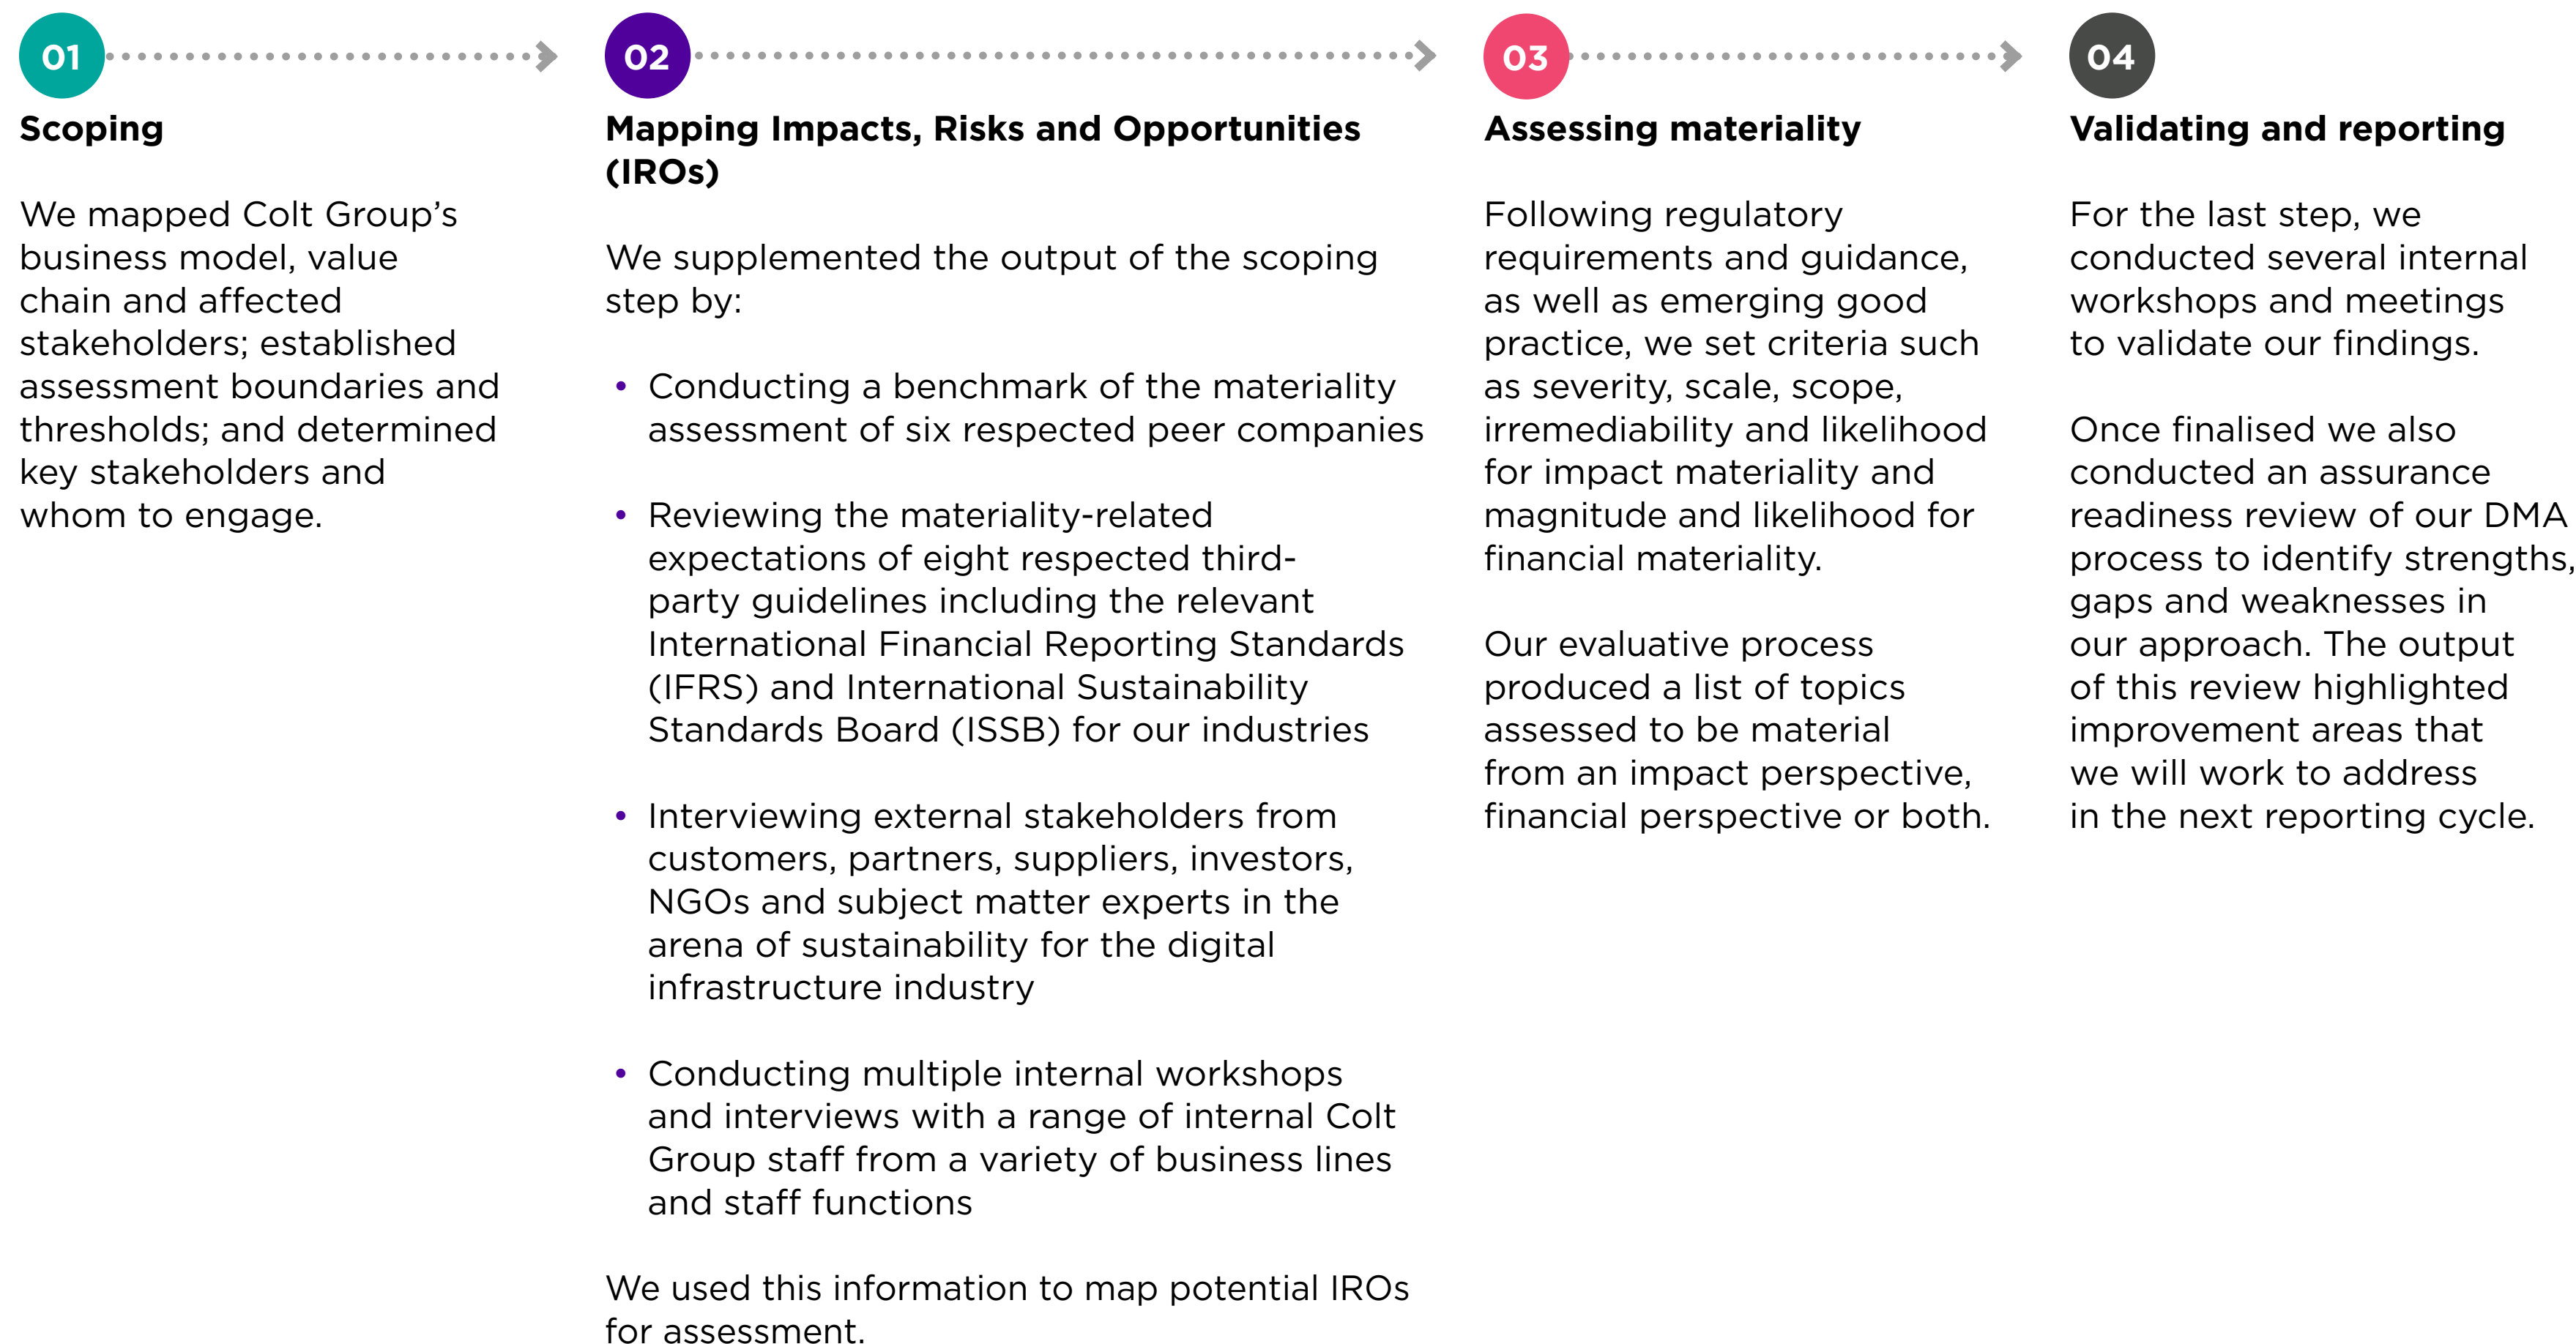 01
Scoping
We mapped Colt Group’s
business model, value
chain and affected
stakeholders; established
assessment boundaries and
thresholds; and determined
key stakeholders and
whom to engage.
02
Mapping Impacts, Risks and Opportunities
(IROs)
We supplemented the output of the scoping
step by:
• Conducting a benchmark of the materiality
assessment of six respected peer companies
• Reviewing the materiality-related
expectations of eight respected third-
party guidelines including the relevant
International Financial Reporting Standards
(IFRS) and International Sustainability
Standards Board (ISSB) for our industries
• Interviewing external stakeholders from
customers, partners, suppliers, investors,
NGOs and subject matter experts in the
arena of sustainability for the digital
infrastructure industry
• Conducting multiple internal workshops
and interviews with a range of internal Colt
Group staff from a variety of business lines
and staff functions
We used this information to map potential IROs
for assessment.
03
Assessing materiality
Following regulatory
requirements and guidance,
as well as emerging good
practice, we set criteria such
as severity, scale, scope,
irremediability and likelihood
for impact materiality and
magnitude and likelihood for
financial materiality.
Our evaluative process
produced a list of topics
assessed to be material
from an impact perspective,
financial perspective or both.
04
Validating and reporting
For the last step, we
conducted several internal
workshops and meetings
to validate our findings.
Once finalised we also
conducted an assurance
readiness review of our DMA
process to identify strengths,
gaps and weaknesses in
our approach. The output
of this review highlighted
improvement areas that
we will work to address
in the next reporting cycle.